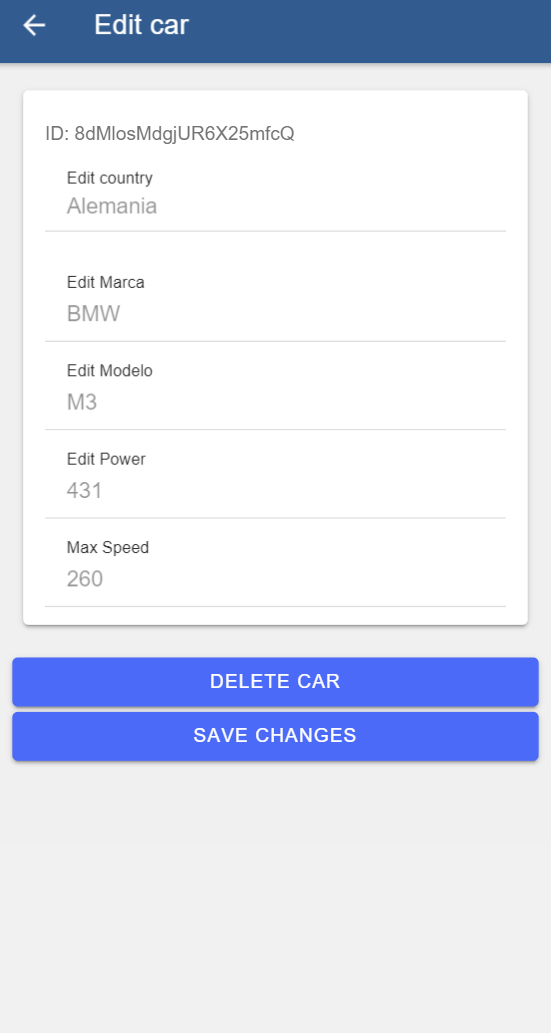 Edit car
ID: 8dMlosMdgjUR6X25mfcQ
Edit country
Alemania
Edit Marca
BMW
Edit Modelo
M3
Edit Power
431
Max Speed
260
DELETE CAR
SAVE CHANGES